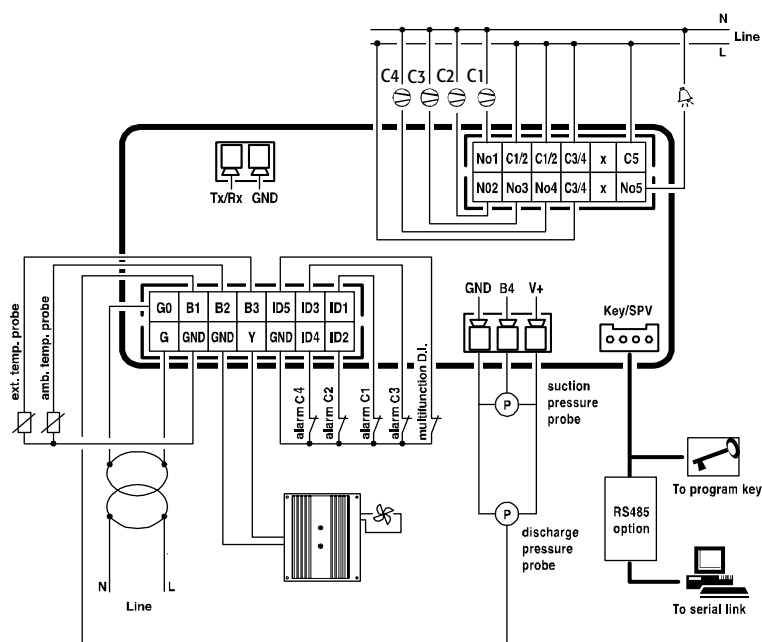 N
Line
L
C4 C3 C2 C1
No1 C1/2 C1/2 C3/4 x C5
N02 No3 No4 C3/4 x No5
Tx/Rx GND
G0 B1 B2 B3 ID5 ID3 ID1
G GND GND Y GND ID4 ID2
GND B4 V+
Key/SPV
ext. temp. probe
amb. temp. probe
alarm C4
alarm C2
alarm C1
alarm C3
multifunction D.I.
P
suction
pressure
probe
P
discharge
pressure
probe
To program key
RS485
option
To serial link
N L
Line